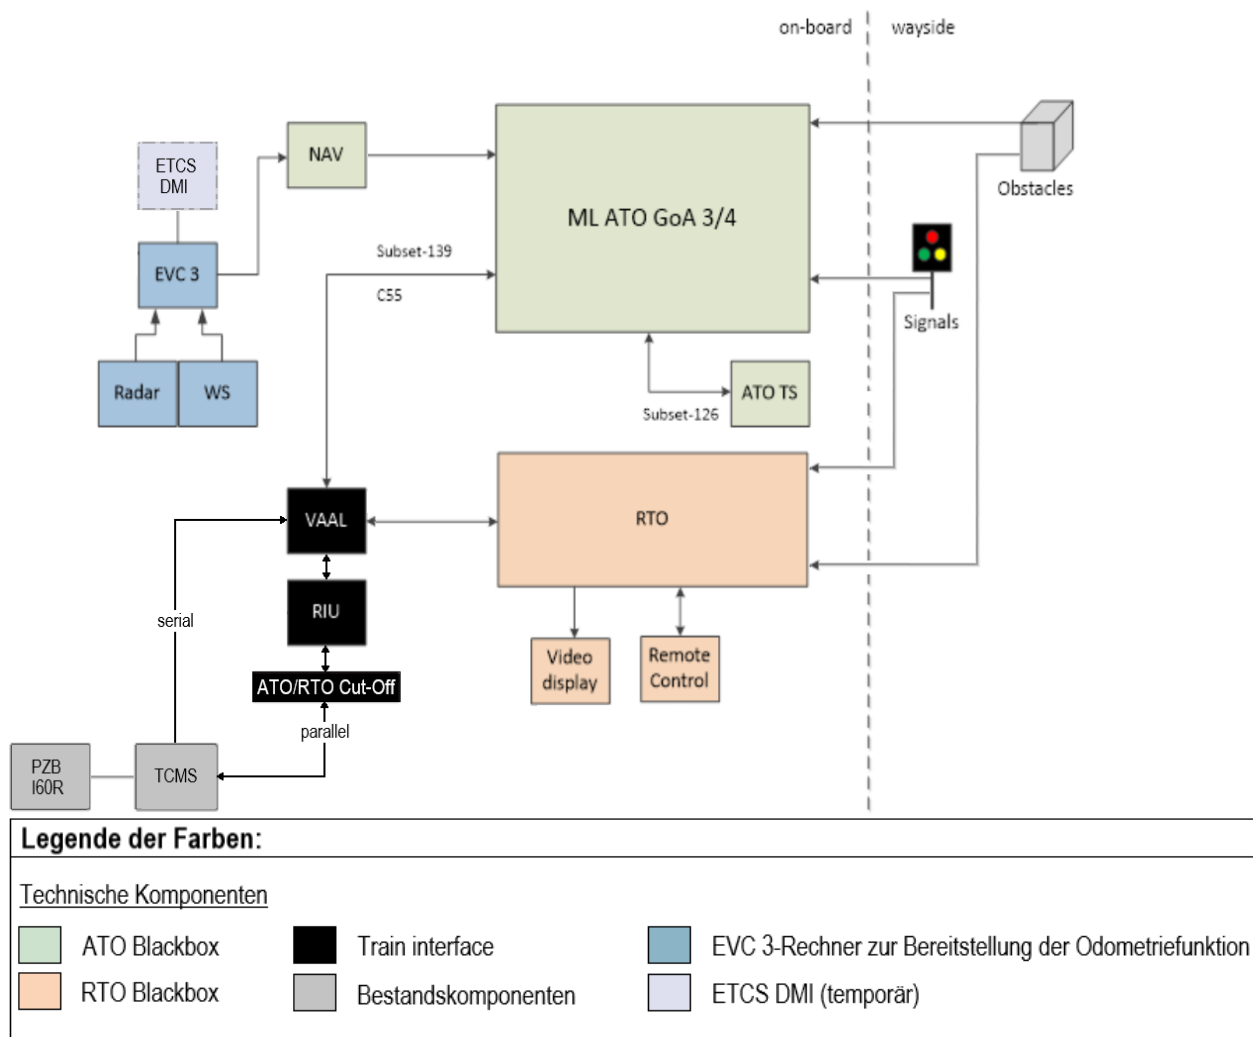 on-board
wayside
NAV
ETCS
DMI
ML ATO GoA 3/4
Obstacles
Subset-139
EVC 3
C55
Signals
Radar
WS
ATO TS
Subset-126
VAAL
RTO
RIU
serial
Video
display
Remote
Control
ATO/RTO Cut-Off
parallel
PZB
I60R
TCMS
Legende der Farben:
Technische Komponenten
ATO Blackbox
Train interface
EVC 3-Rechner zur Bereitstellung der Odometriefunktion
RTO Blackbox
Bestandskomponenten
ETCS DMI (temporär)